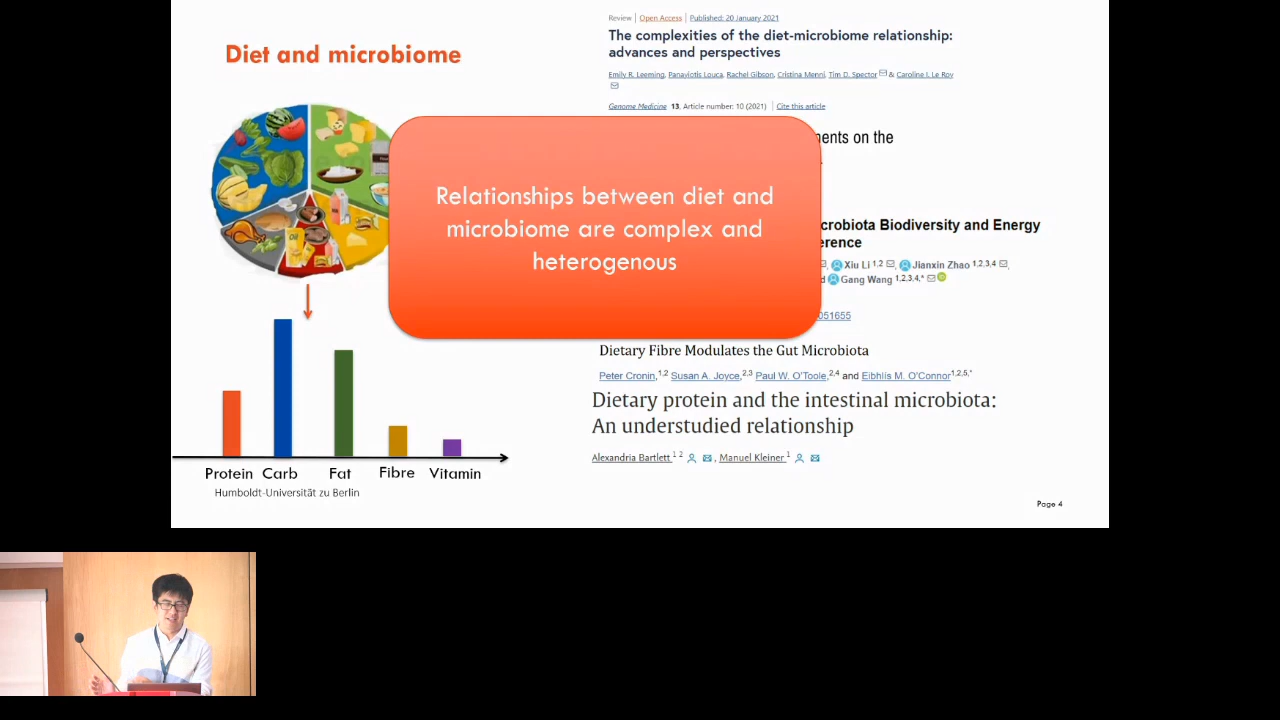 Diet and microbiome
Review | Open Access | Published: 20 January 2021
The complexities of the diet-microbiome relationship:
advances and perspectives
Emily R. Leeming, Panayiotis Louca, Rachel Gibson, Cristina Menni, Tim D. Spector & Caroline I. Le Roy
Genome Medicine 13, Article number: 10 (2021) | Cite this article
ments on the
Relationships between diet and
microbiome are complex and
heterogenous
crobiota Biodiversity and Energy
erence
Xiu Li 1,2, Jianxin Zhao 1,2,3,4,
d Gang Wang 1,2,3,4,*
051655
Dietary Fibre Modulates the Gut Microbiota
Peter Cronin,1,2 Susan A. Joyce,2,3 Paul W. O'Toole,2,4 and Eibhlís M. O'Connor1,2,5,*
Dietary protein and the intestinal microbiota:
An understudied relationship
Alexandria Bartlett 1 2, Manuel Kleiner 1
Protein Carb Fat Fibre Vitamin
Humboldt-Universität zu Berlin
Page 4